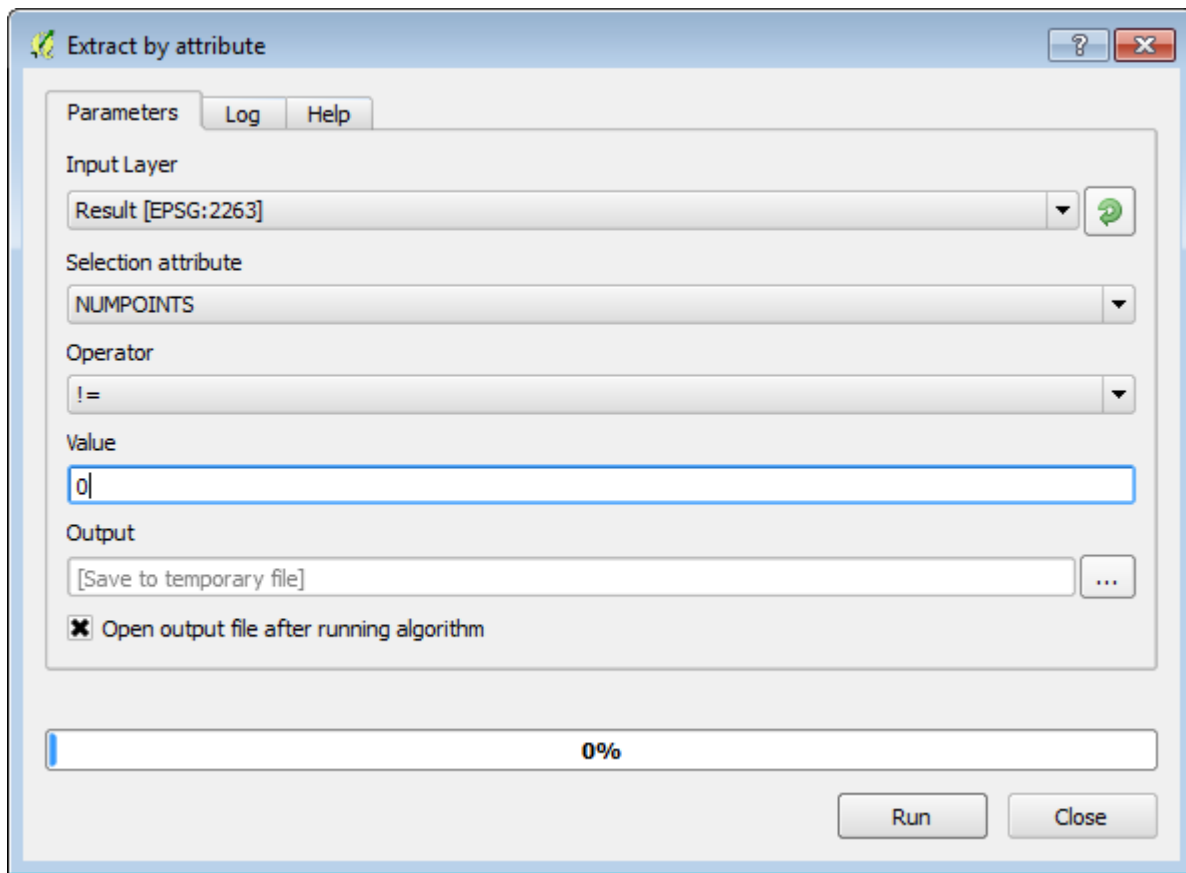 Extract by attribute
?
Parameters Log Help
Input Layer
Result [EPSG:2263]
Selection attribute
NUMPOINTS
Operator
!=
Value
0
Output
[Save to temporary file]
...
Open output file after running algorithm
0%
Run Close